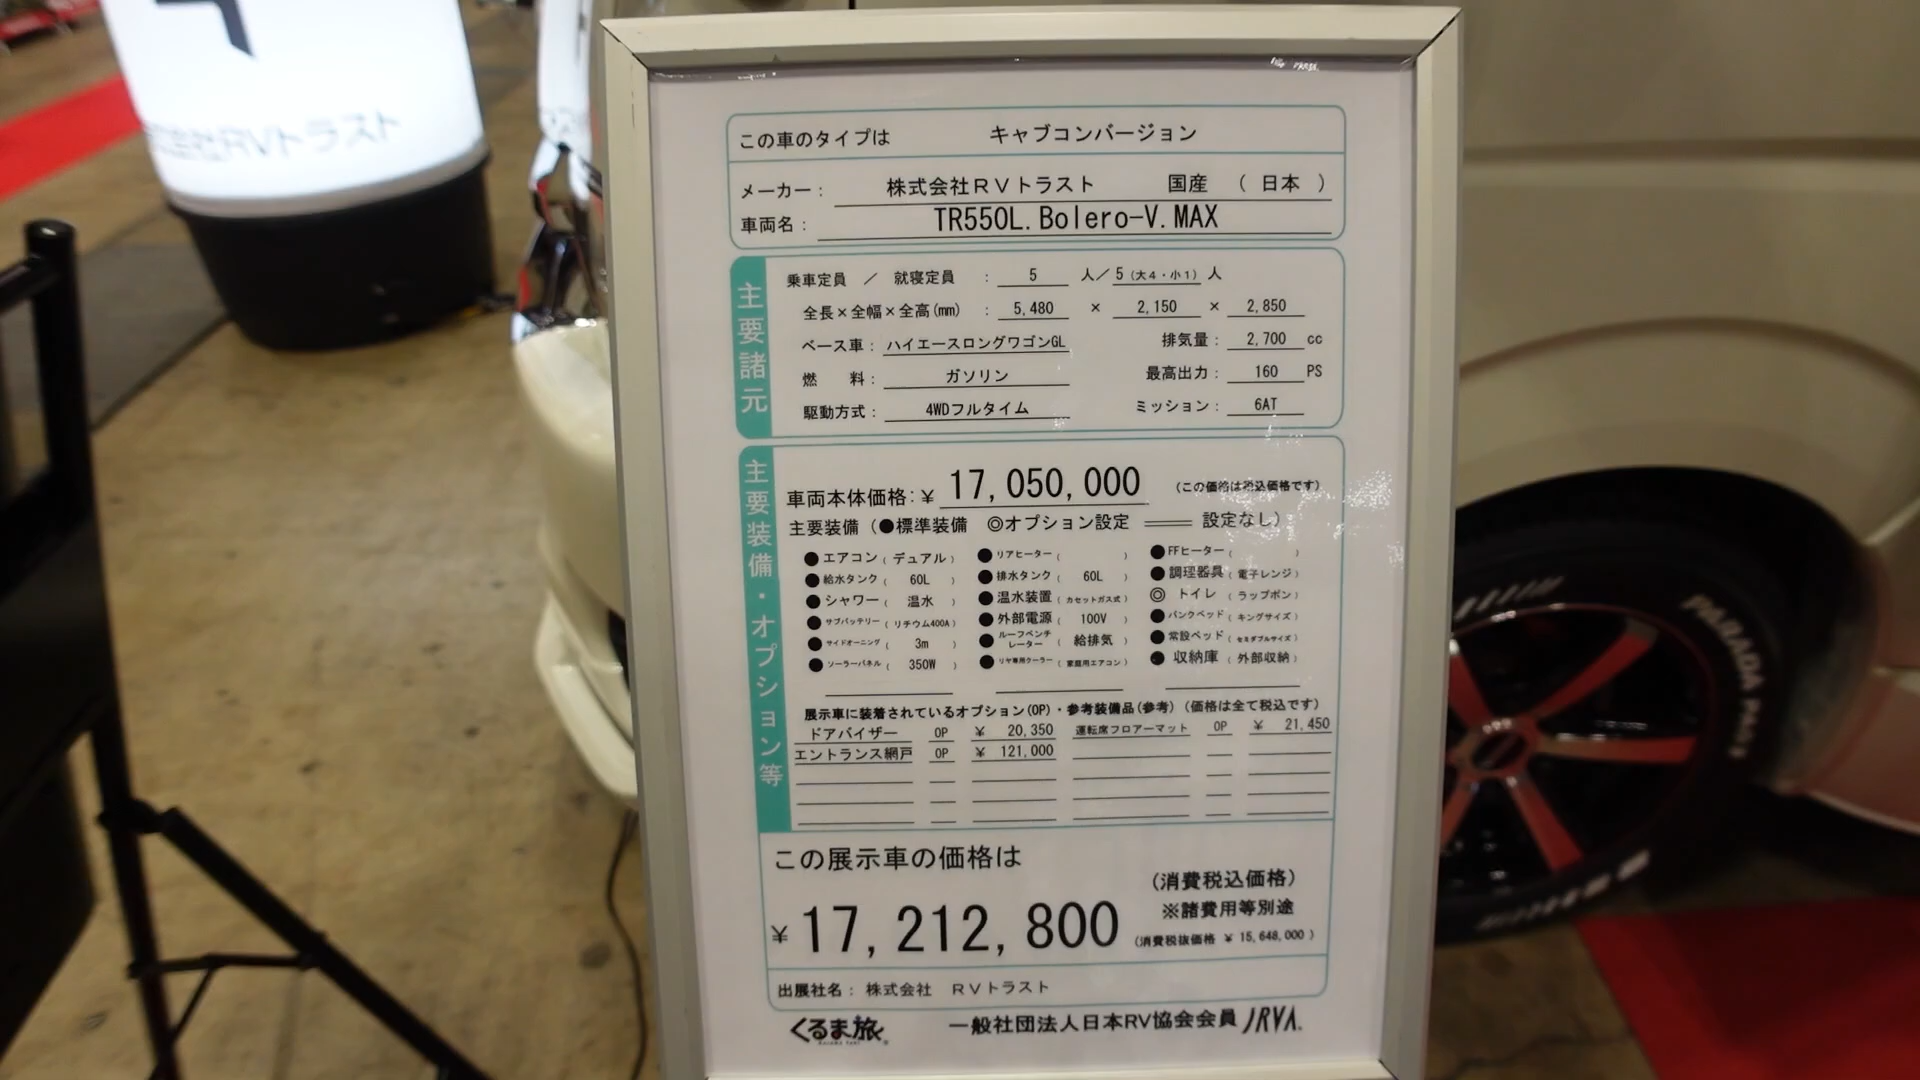 RVトラスト
この車のタイプは キャブコンバージョン
メーカー： 株式会社RVトラスト 国産 （ 日本 ）
車両名： TR550L.Bolero-V.MAX
主要諸元
乗車定員 ／ 就寝定員 ： 5 人／5（大4・小1）人
全長×全幅×全高(mm) ： 5,480 × 2,150 × 2,850
ベース車： ハイエースロングワゴンGL 排気量： 2,700 cc
燃 料： ガソリン 最高出力： 160 PS
駆動方式： 4WDフルタイム ミッション： 6AT
主要装備・オプション等
車両本体価格：￥ 17,050,000 （この価格は税込価格です）
主要装備（●標準装備 ◎オプション設定 ══ 設定なし）
●エアコン（ デュアル ） ●リアヒーター（ ） ●FFヒーター（ ）
●給水タンク（ 60L ） ●排水タンク（ 60L ） ●調理器具（ 電子レンジ ）
●シャワー（ 温水 ） ●温水装置（ カセットガス式 ） ◎トイレ（ ラップポン ）
●サブバッテリー（ リチウム400A ） ●外部電源（ 100V ） ●バンクベッド（ キングサイズ ）
●サイドオーニング（ 3m ） ●ルーフベンチレーター（ 給排気 ） ●常設ベッド（ セミダブルサイズ ）
●ソーラーパネル（ 350W ） ●リヤ専用クーラー（ 家庭用エアコン ） ●収納庫（ 外部収納 ）
展示車に装着されているオプション(OP)・参考装備品(参考)（価格は全て税込です）
ドアバイザー OP ￥ 20,350 運転席フロアーマット OP ￥ 21,450
エントランス網戸 OP ￥ 121,000
この展示車の価格は
（消費税込価格）
￥17,212,800 ※諸費用等別途
（消費税抜価格 ￥ 15,648,000 ）
出展社名： 株式会社 RVトラスト
くるま旅 一般社団法人日本RV協会会員 JRVA.
PARADA